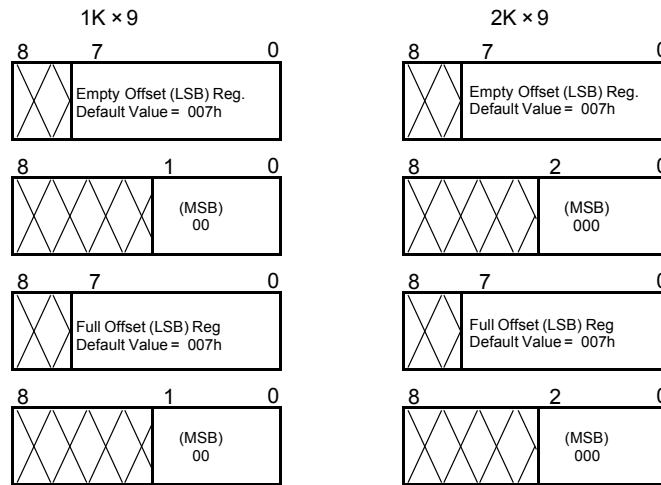 1K × 9
8 7 0
Empty Offset (LSB) Reg.
Default Value = 007h
8 1 0
(MSB)
00
8 7 0
Full Offset (LSB) Reg
Default Value = 007h
8 1 0
(MSB)
00
2K × 9
8 7 0
Empty Offset (LSB) Reg.
Default Value = 007h
8 2 0
(MSB)
000
8 7 0
Full Offset (LSB) Reg
Default Value = 007h
8 2 0
(MSB)
000